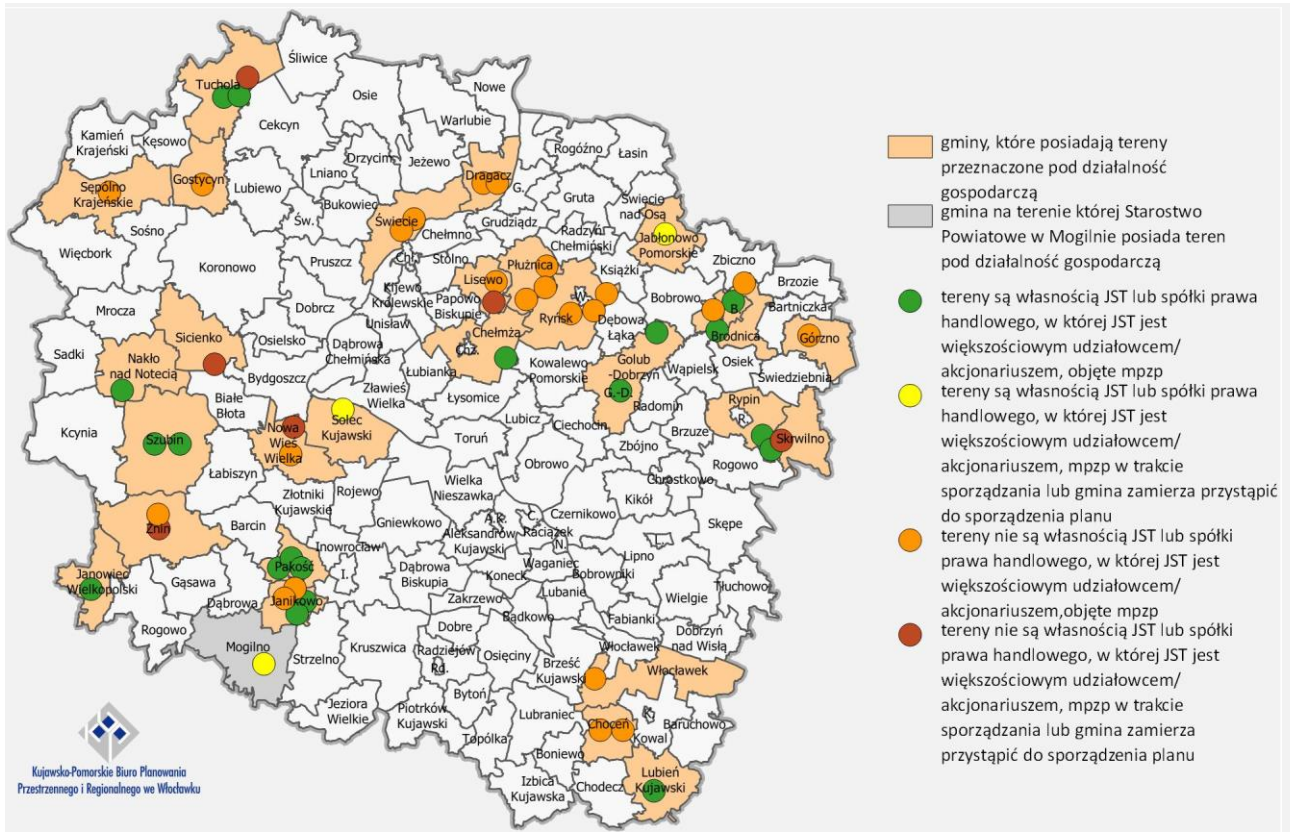 Śliwice
Tuchola
Nowe
Osie
Warlubie
Cekcyn
Kamień
Krajeński
Kęsowo
Rogóźno
Łasin
Drzycim
Jeżewo
Dragacz
G.
Gostycyn
Lniano
Lubiewo
Sępólno
Krajeńskie
Gruta
Świecie
nad Osą
Bukowiec
Św.
Świecie
Grudziądz
Sośno
Chełmno
Radzyń
Chełmiński
Jabłonowo
Pomorskie
Więcbork
Koronowo
Pruszcz
Chł.
Stolno
Płużnica
Książki
Zbiczno
Lisewo
Kijewo
Królewskie
Brzozie
Bobrowo
W.
Papowo
Biskupie
B.
Bartniczka
Mrocza
Dobrcz
Unisław
Ryńsk
Dębowa
Łąka
Brodnica
Górzno
Sicienko
Chełmża
Osielsko
Dąbrowa
Chełmińska
Chż.
Sadki
Nakło
nad Notecią
Łubianka
Kowalewo
Pomorskie
Golub
-Dobrzyń
Wąpielsk
Osiek
Świedziebnia
Bydgoszcz
Zławieś
Wielka
G.-D.
Łysomice
Radomin
Rypin
R.
Białe
Błota
Kcynia
Solec
Kujawski
Lubicz
Ciechocin
Brzuze
Skrwilno
Nowa
Wieś
Wielka
Szubin
Toruń
Zbójno
Rogowo
Łabiszyn
Obrowo
Wielka
Nieszawka
Chrostkowo
Złotniki
Kujawskie
Rojewo
Kikół
Gniewkowo
Czernikowo
Skępe
Żnin
Barcin
A.K.
C.
Aleksandrów
Kujawski
Raciążek
N.
Inowrocław
L.
Lipno
Pakość
I.
Dąbrowa
Biskupia
Koneck
Waganiec
Bobrowniki
Tłuchowo
Janowiec
Wielkopolski
Gąsawa
Dąbrowa
Janikowo
Zakrzewo
Lubanie
Wielgie
Bądkowo
Fabianki
Rogowo
Dobre
Dobrzyń
nad Wisłą
Mogilno
Strzelno
Kruszwica
Radziejów
Rd.
Osięciny
Brześć
Kujawski
Włocławek
Włocławek
Bytoń
Jeziora
Wielkie
Piotrków
Kujawski
Lubraniec
Topólka
Choceń
K.
Kowal
Baruchowo
Boniewo
Izbica
Kujawska
Chodecz
Lubień
Kujawski
gminy, które posiadają tereny
przeznaczone pod działalność
gospodarczą
gmina na terenie której Starostwo
Powiatowe w Mogilnie posiada teren
pod działalność gospodarczą
tereny są własnością JST lub spółki prawa
handlowego, w której JST jest
większościowym udziałowcem/
akcjonariuszem, objęte mpzp
tereny są własnością JST lub spółki prawa
handlowego, w której JST jest
większościowym udziałowcem/
akcjonariuszem, mpzp w trakcie
sporządzania lub gmina zamierza przystąpić
do sporządzenia planu
tereny nie są własnością JST lub spółki
prawa handlowego, w której JST jest
większościowym udziałowcem/
akcjonariuszem,objęte mpzp
tereny nie są własnością JST lub spółki
prawa handlowego, w której JST jest
większościowym udziałowcem/
akcjonariuszem, mpzp w trakcie
sporządzania lub gmina zamierza
przystąpić do sporządzenia planu
Kujawsko-Pomorskie Biuro Planowania
Przestrzennego i Regionalnego we Włocławku